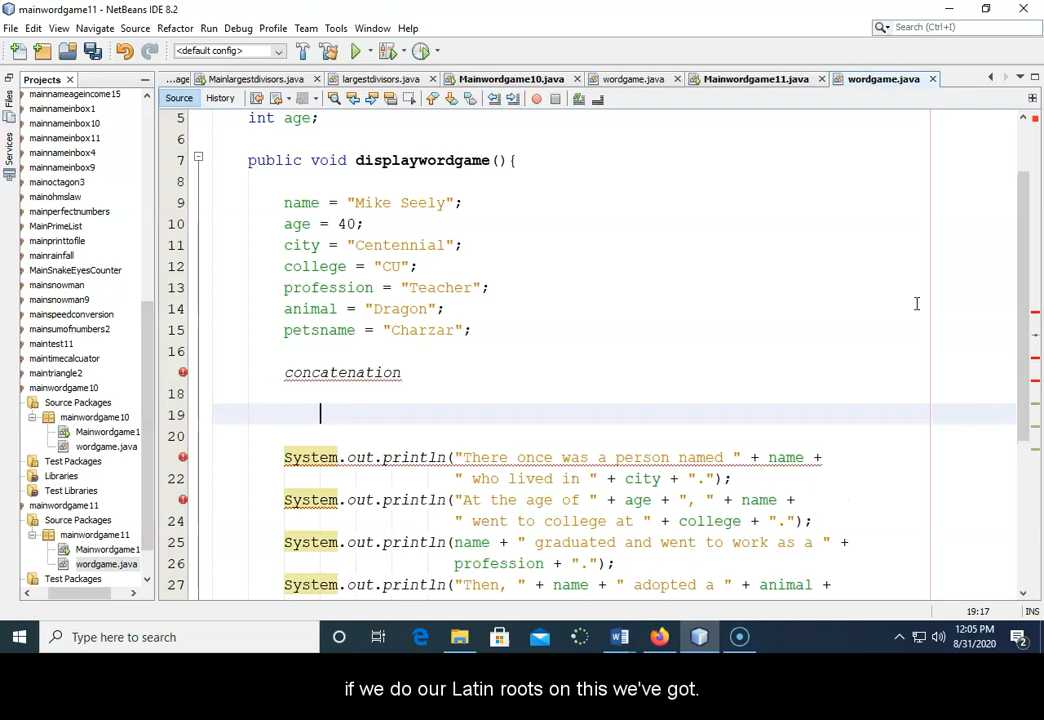 mainwordgame11 - NetBeans IDE 8.2
File Edit View Navigate Source Refactor Run Debug Profile Team Tools Window Help
Search (Ctrl+I)
<default config>
Projects
...age Mainlargestdivisors.java largestdivisors.java Mainwordgame10.java wordgame.java Mainwordgame11.java wordgame.java
Source History
Files
Services
mainnameageincome15
mainnameinbox1
mainnameinbox10
mainnameinbox11
mainnameinbox4
mainnameinbox9
mainoctagon3
mainohmslaw
mainperfectnumbers
MainPrimeList
mainprinttofile
mainrainfall
MainSnakeEyesCounter
mainsnowman
mainsnowman9
mainspeedconversion
mainsumofnumbers2
maintest11
maintimecalcuator
maintriangle2
mainwordgame10
Source Packages
mainwordgame10
Mainwordgame1
wordgame.java
Test Packages
Libraries
Test Libraries
mainwordgame11
Source Packages
mainwordgame11
Mainwordgame1
wordgame.java
Test Packages
5 int age;
6
7 public void displaywordgame(){
8
9 name = "Mike Seely";
10 age = 40;
11 city = "Centennial";
12 college = "CU";
13 profession = "Teacher";
14 animal = "Dragon";
15 petsname = "Charzar";
16
concatenation
18
19
20
System.out.println("There once was a person named " + name +
22 " who lived in " + city + ".");
System.out.println("At the age of " + age + ", " + name +
24 " went to college at " + college + ".");
25 System.out.println(name + " graduated and went to work as a " +
26 profession + ".");
27 System.out.println("Then, " + name + " adopted a " + animal +
19:17 INS
Type here to search
12:05 PM
8/31/2020
2
if we do our Latin roots on this we've got.